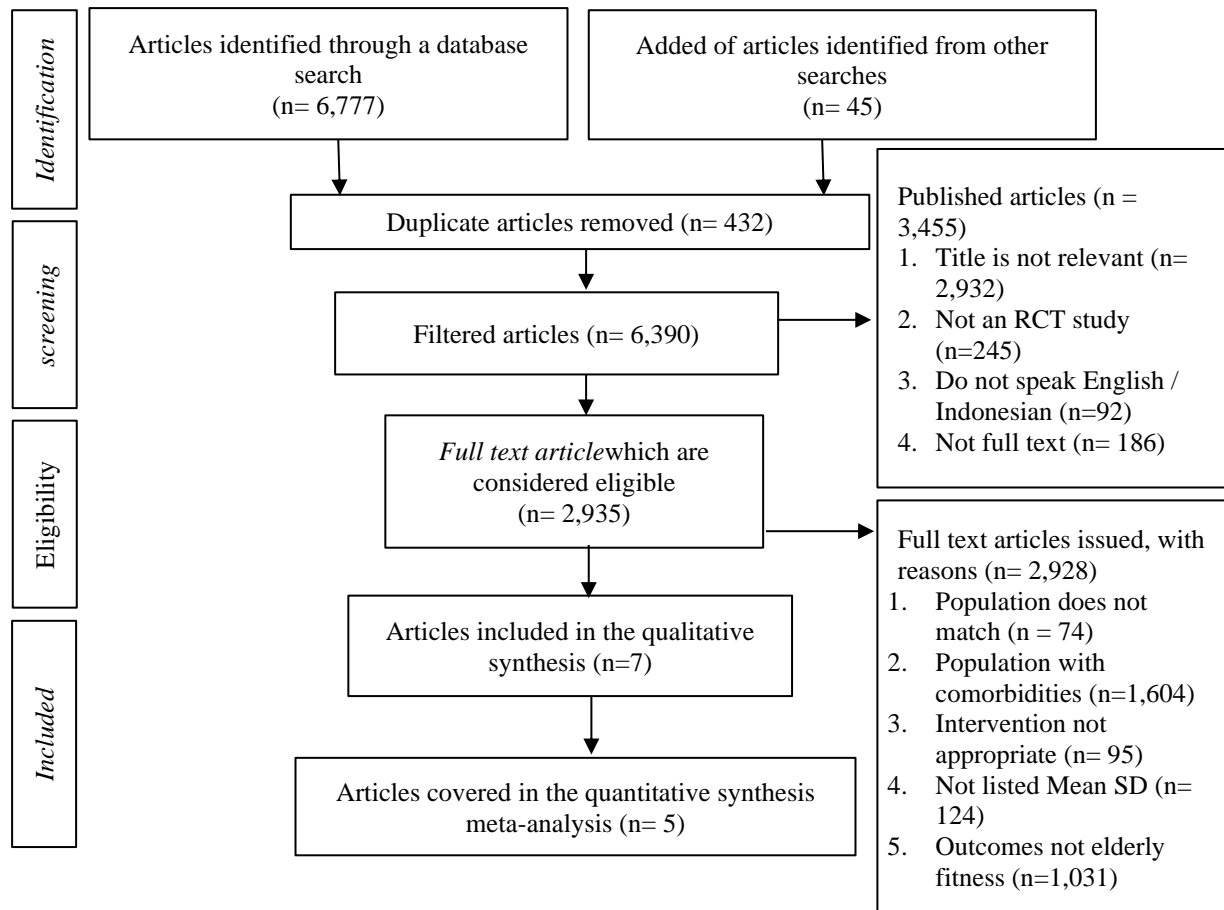 Identification
Articles identified through a database
search
(n= 6,777)
Added of articles identified from other
searches
(n= 45)
Duplicate articles removed (n= 432)
screening
Filtered articles (n= 6,390)
Published articles (n =
3,455)
1. Title is not relevant (n=
2,932)
2. Not an RCT study
(n=245)
3. Do not speak English /
Indonesian (n=92)
4. Not full text (n= 186)
Eligibility
Full text articlewhich are
considered eligible
(n= 2,935)
Full text articles issued, with
reasons (n= 2,928)
1. Population does not
match (n = 74)
2. Population with
comorbidities (n=1,604)
3. Intervention not
appropriate (n= 95)
4. Not listed Mean SD (n=
124)
5. Outcomes not elderly
fitness (n=1,031)
Included
Articles included in the qualitative
synthesis (n=7)
Articles covered in the quantitative synthesis
meta-analysis (n= 5)